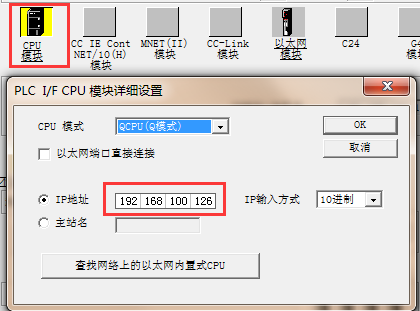 CPU
模块
CC IE Cont
NET/10(H)
模块
MNET(II)
模块
CC-Link
模块
以太网
模块
C24
G4
模块
PLC I/F CPU 模块详细设置
CPU 模式
QCPU(Q模式)
OK
以太网端口直接连接
取消
IP地址
192 168 100 126
IP输入方式
10进制
主站名
查找网络上的以太网内置式CPU